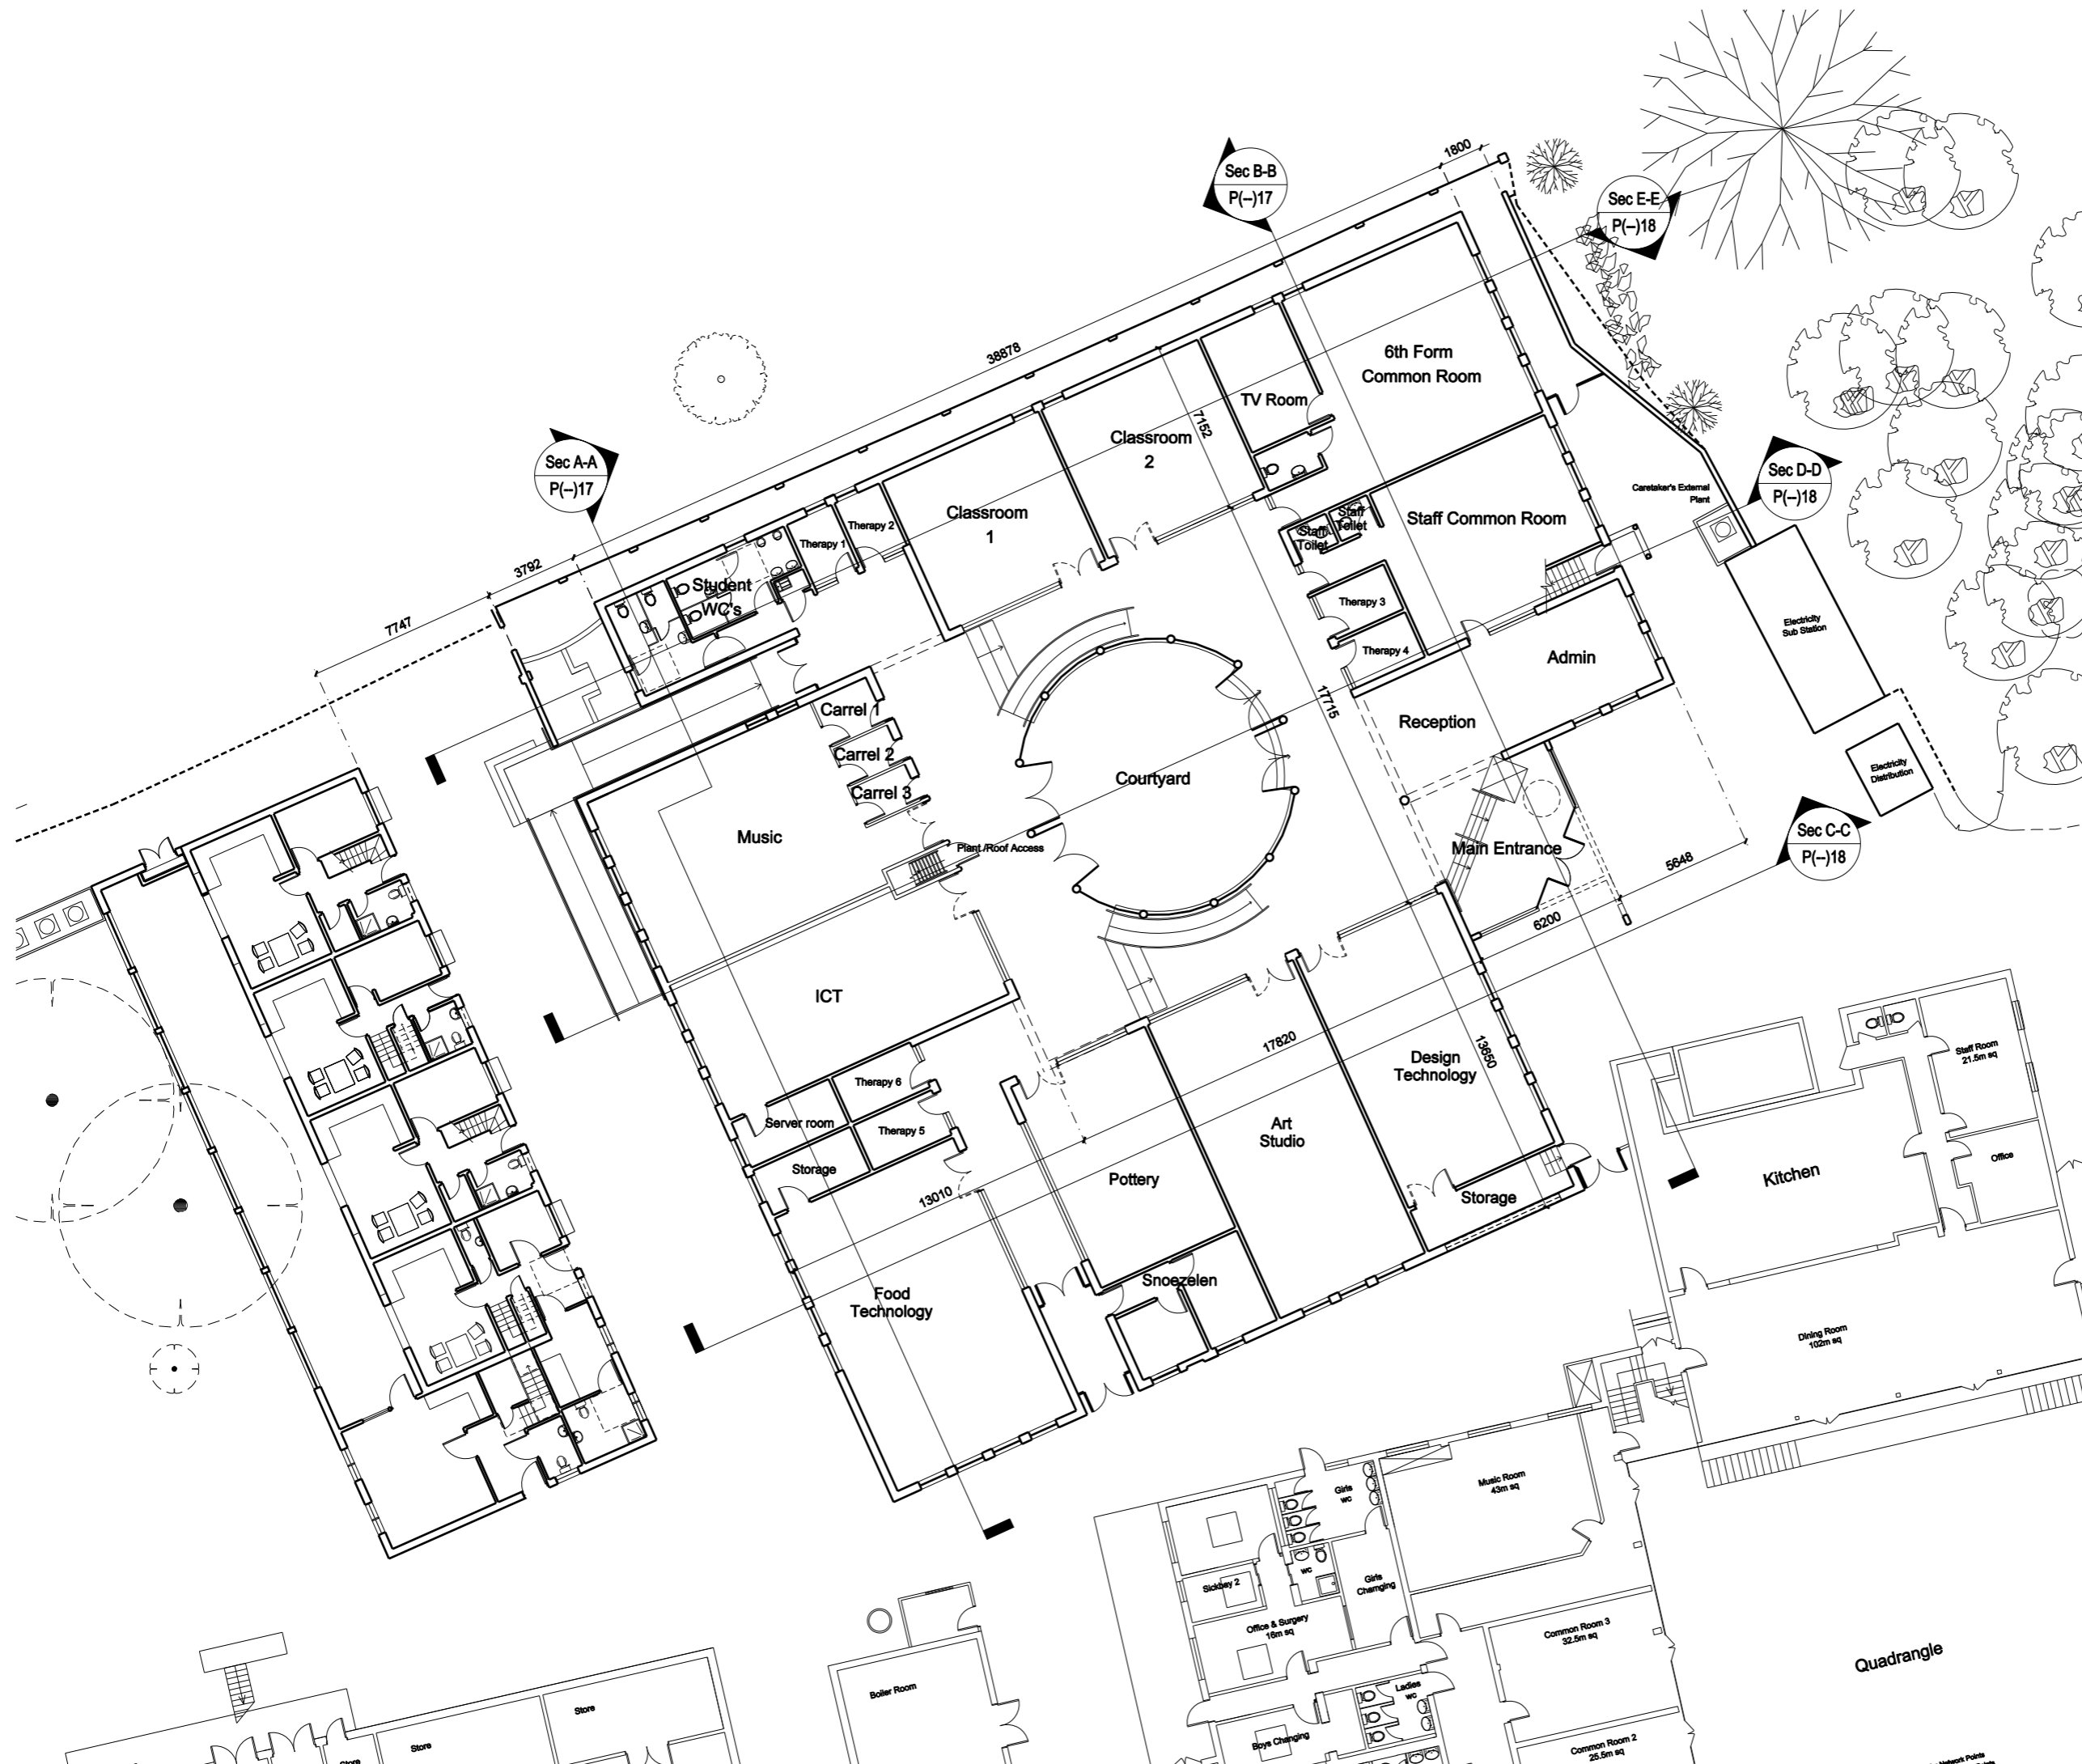 1800
Sec B-B
P(--)17
Sec E-E
P(--)18
38878
6th Form
Common Room
TV Room
7152
Classroom
2
Sec A-A
P(--)17
Sec D-D
P(--)18
Caretaker's External
Plant
Classroom
1
Therapy 2
Therapy 1
Staff
Toilet
Staff
Toilet
Staff Common Room
3792
Student
WC's
7747
Therapy 3
Therapy 4
Electricity
Sub Station
Admin
17715
Reception
Carrel 1
Carrel 2
Carrel 3
Courtyard
Electricity
Distribution
Music
Plant /Roof Access
Main Entrance
Sec C-C
P(--)18
5648
6200
ICT
17820
13650
Design
Technology
Staff Room
21.5m sq
Therapy 6
Server room
Therapy 5
Storage
Art
Studio
Pottery
Storage
Kitchen
Office
13010
Snoezelen
Food
Technology
Dining Room
102m sq
Music Room
43m sq
Girls
wc
wc
Girls
Changing
Sickbay 2
Office & Surgery
16m sq
Common Room 3
32.5m sq
Quadrangle
Boiler Room
Ladies
wc
Store
Store
Store
Boys Changing
Common Room 2
25.5m sq
Network Points